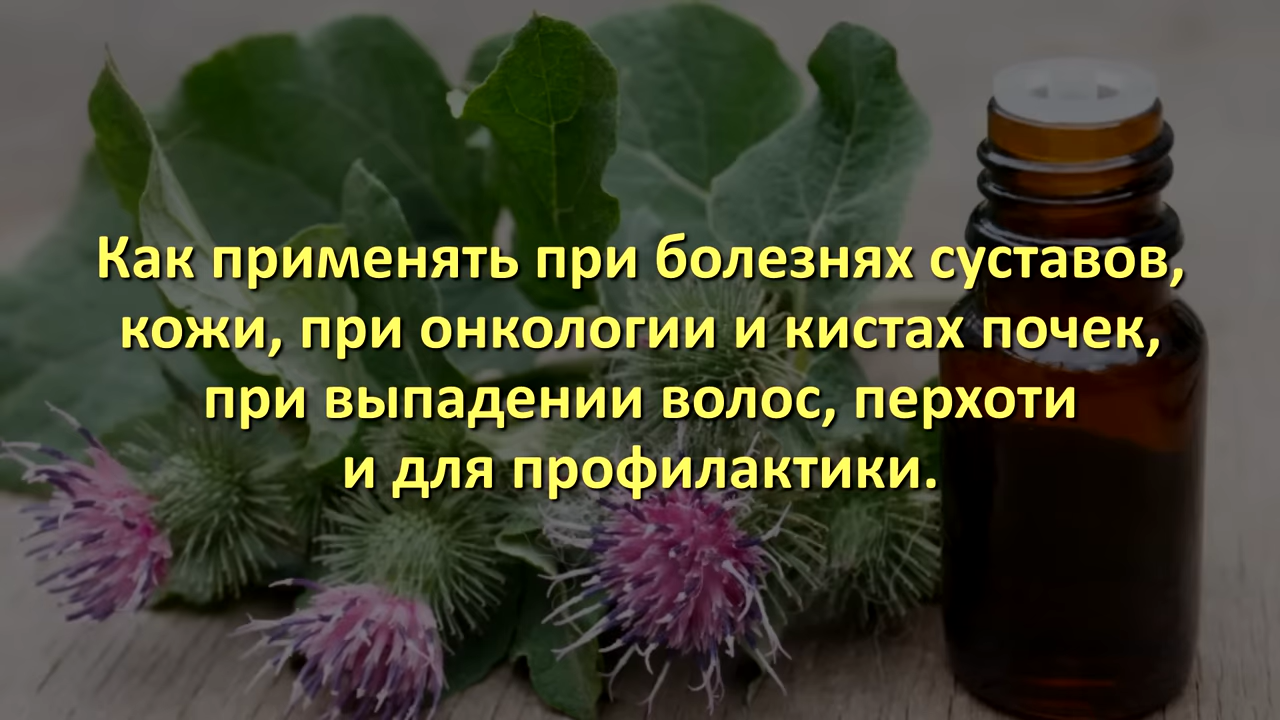 Как применять при болезнях суставов,
кожи, при онкологии и кистах почек,
при выпадении волос, перхоти
и для профилактики.